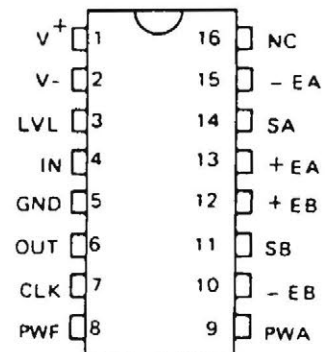 V+ 1 16 NC
V- 2 15 - EA
LVL 3 14 SA
IN 4 13 + EA
GND 5 12 + EB
OUT 6 11 SB
CLK 7 10 - EB
PWF 8 9 PWA